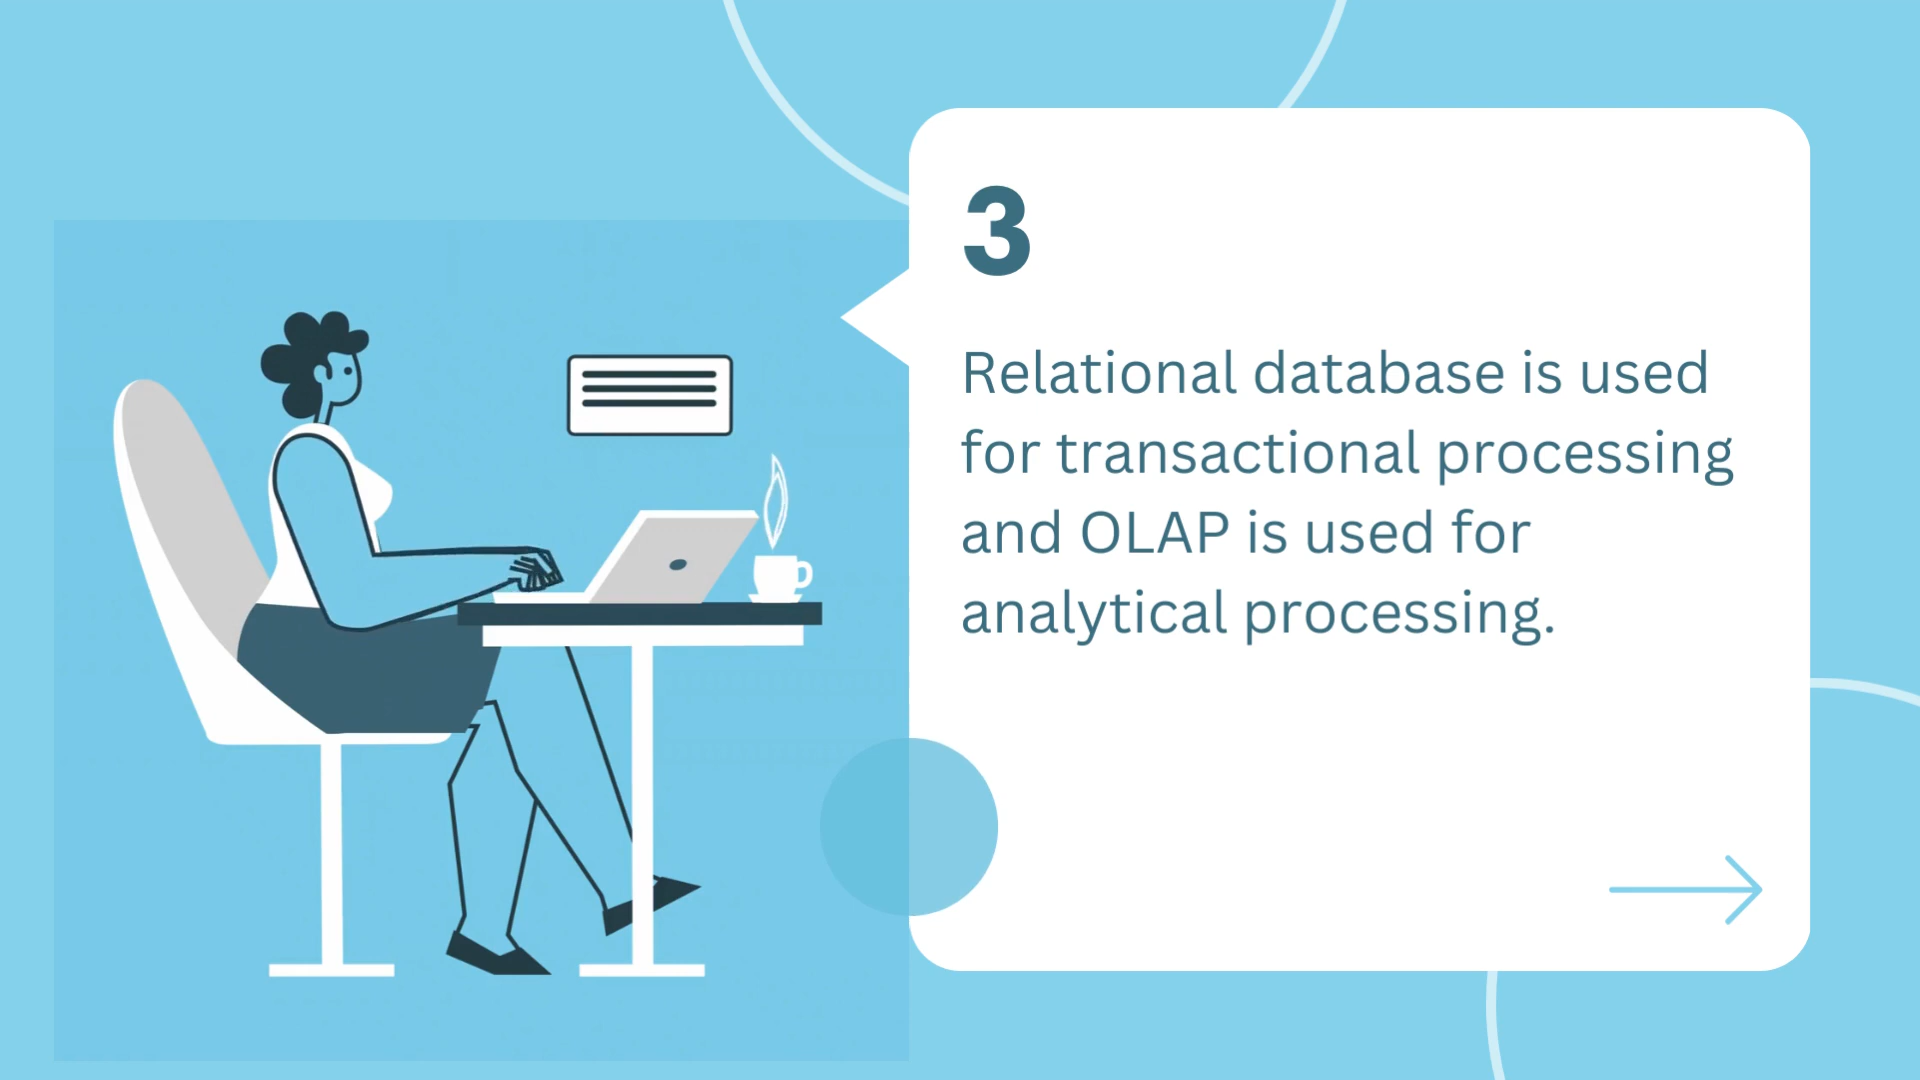 3
Relational database is used
for transactional processing
and OLAP is used for
analytical processing.